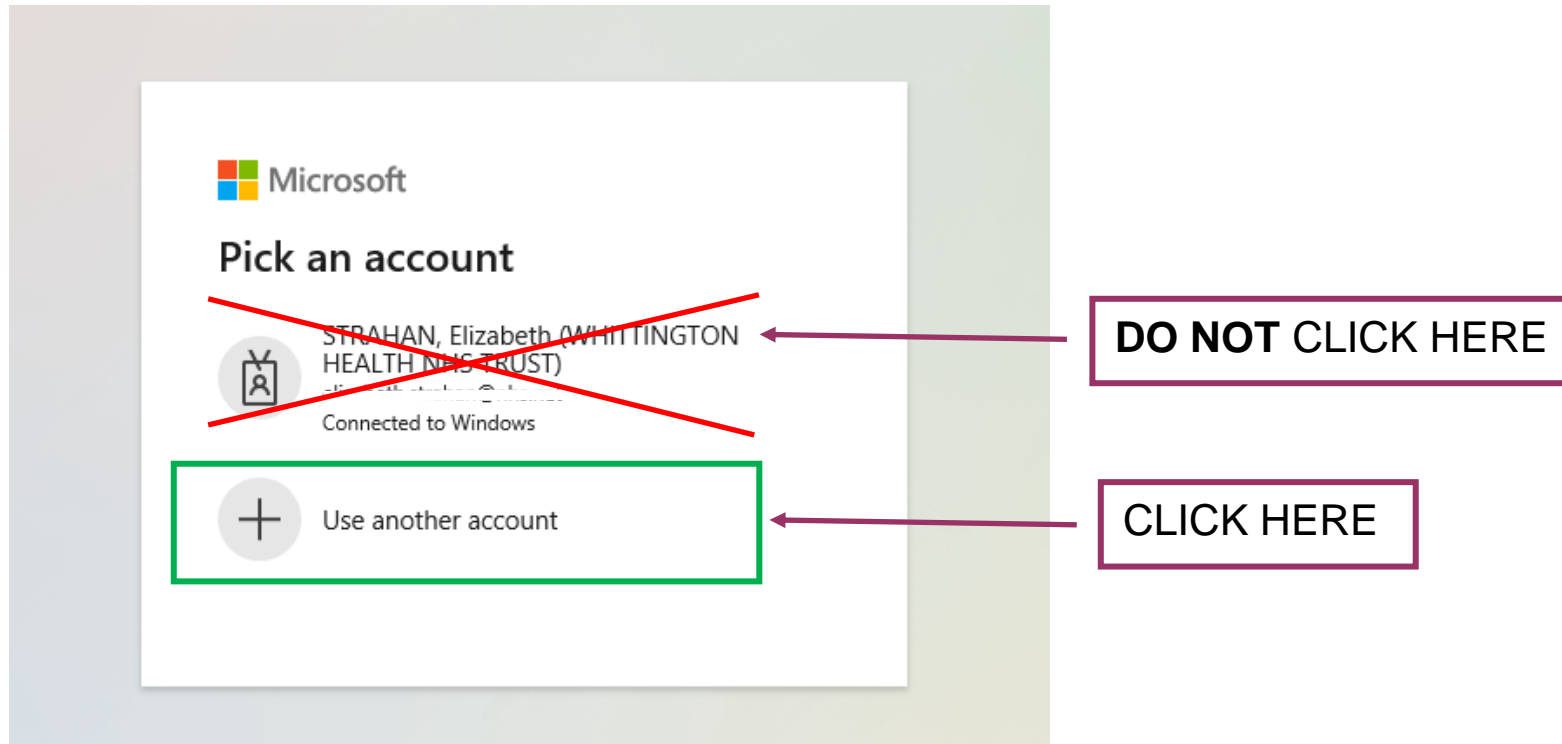 Microsoft
Pick an account
STRAHAN, Elizabeth (WHITTINGTON
HEALTH NHS TRUST)
Connected to Windows
Use another account
DO NOT CLICK HERE
CLICK HERE